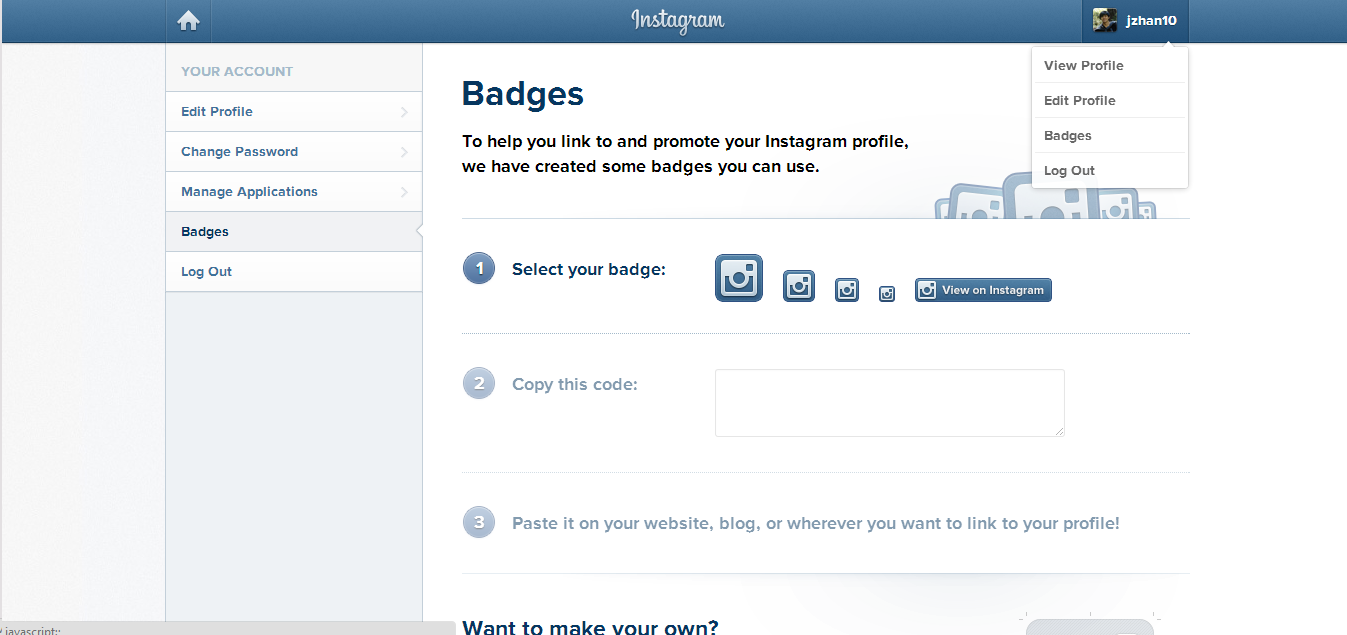 Instagram
jzhan10
View Profile
Edit Profile
Badges
Log Out
YOUR ACCOUNT
Edit Profile
Change Password
Manage Applications
Badges
Log Out
Badges
To help you link to and promote your Instagram profile,
we have created some badges you can use.
1 Select your badge:
View on Instagram
2 Copy this code:
3 Paste it on your website, blog, or wherever you want to link to your profile!
Want to make your own?
javascript:;